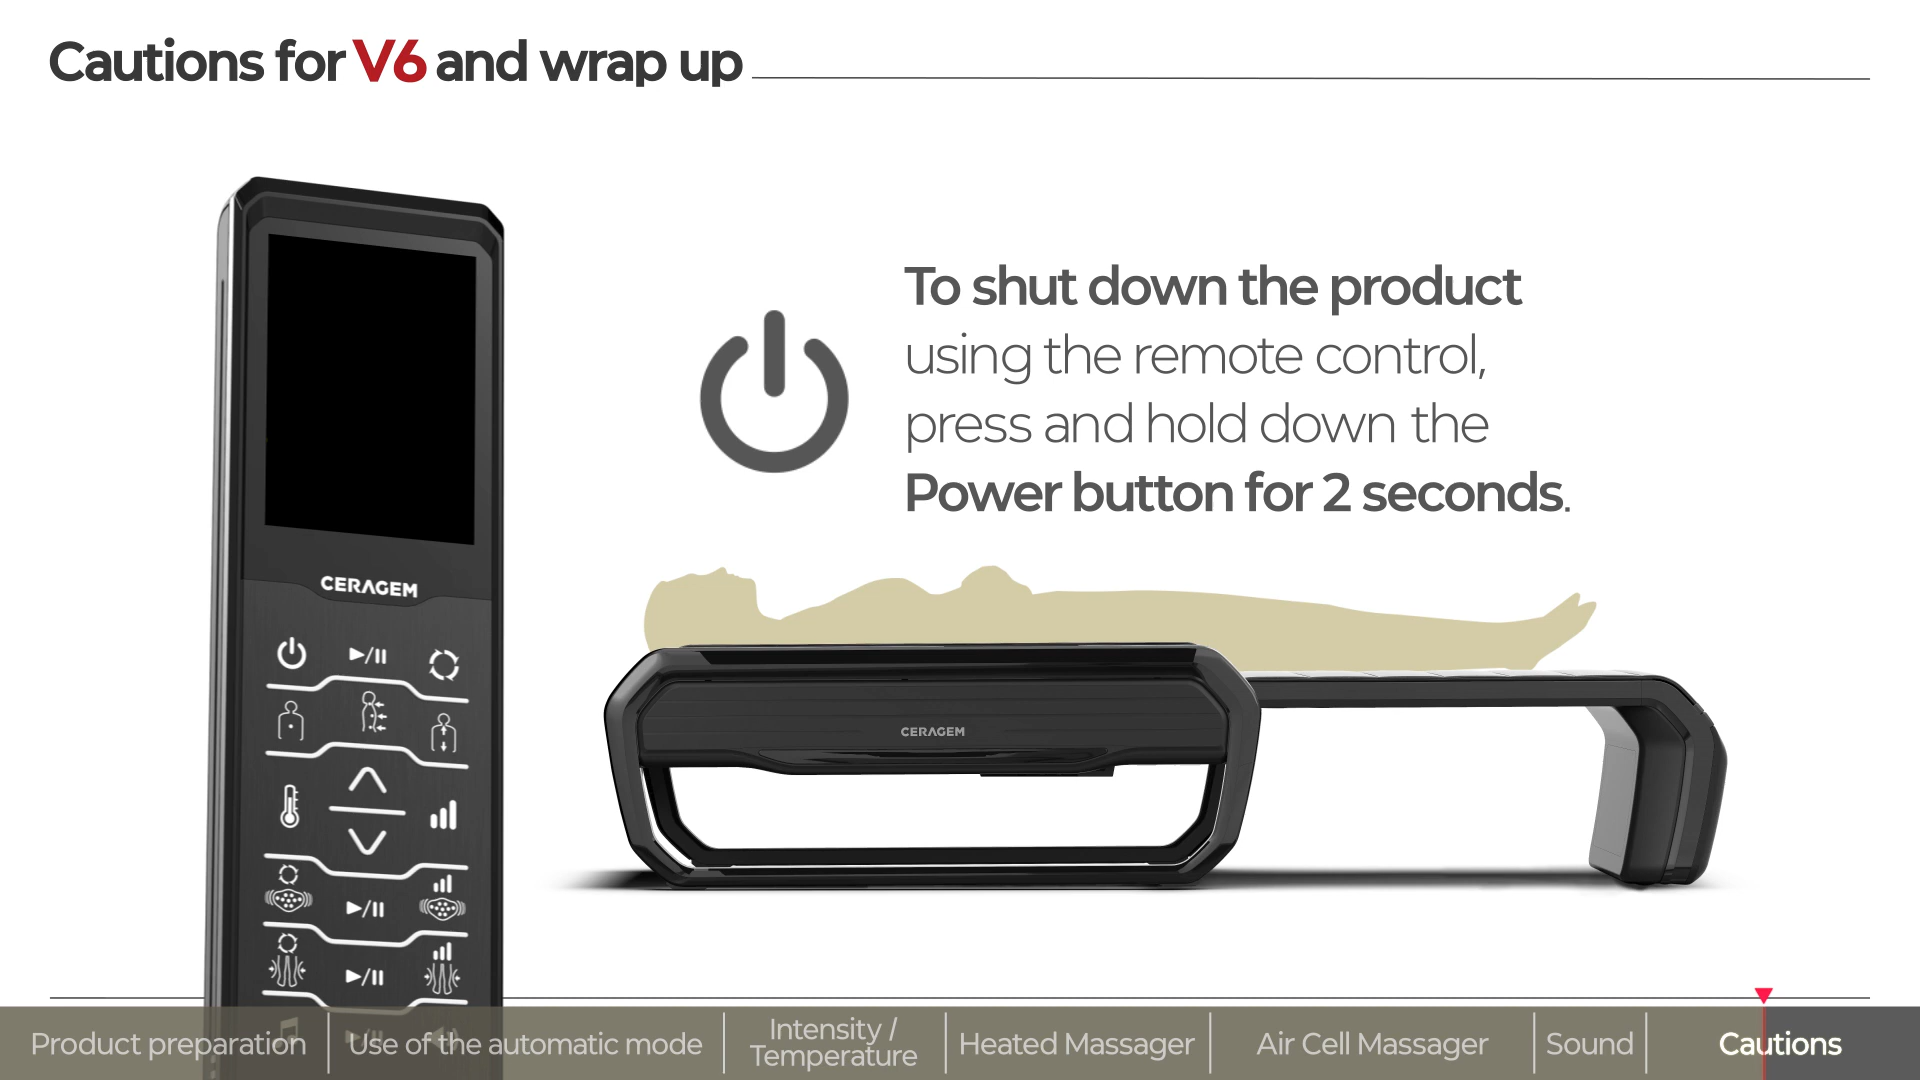 Cautions for V6 and wrap up
To shut down the product
using the remote control,
press and hold down the
Power button for 2 seconds.
CERAGEM
CERAGEM
Product preparation
Use of the automatic mode
Intensity /
Temperature
Heated Massager
Air Cell Massager
Sound
Cautions